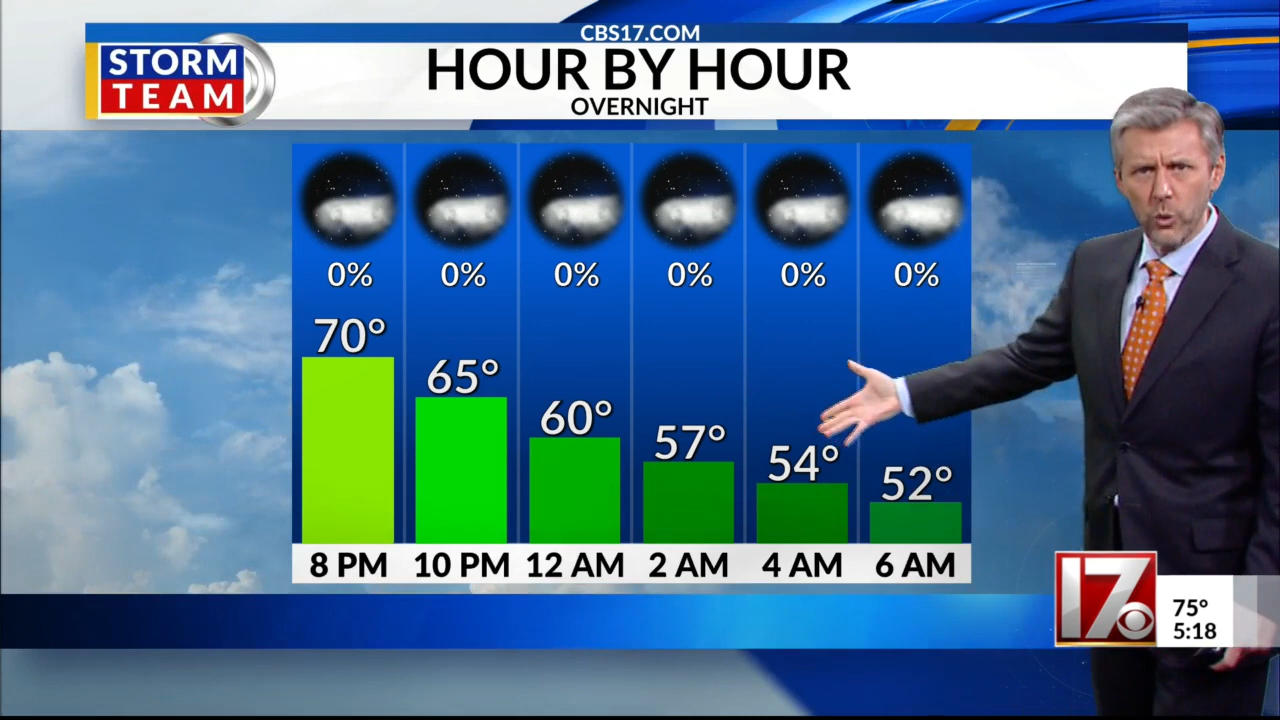 CBS17.COM
STORM
TEAM
HOUR BY HOUR
OVERNIGHT
0% 0% 0% 0% 0% 0%
70° 65° 60° 57° 54° 52°
8 PM 10 PM 12 AM 2 AM 4 AM 6 AM
17
75°
5:18